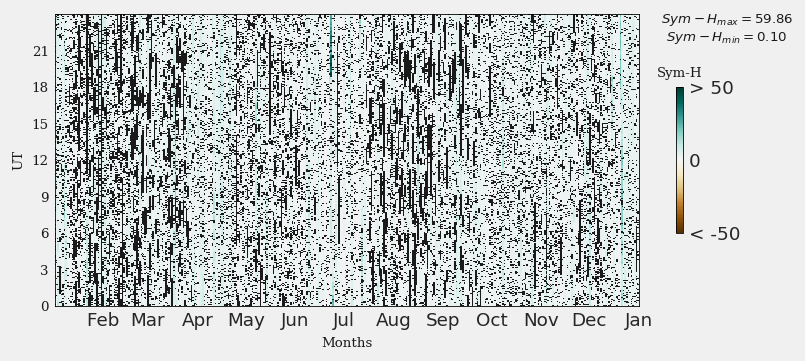 Sym − H_max = 59.86
Sym − H_min = 0.10
Sym-H
> 50
0
< -50
UT
21
18
15
12
9
6
3
0
Feb Mar Apr May Jun Jul Aug Sep Oct Nov Dec Jan
Months